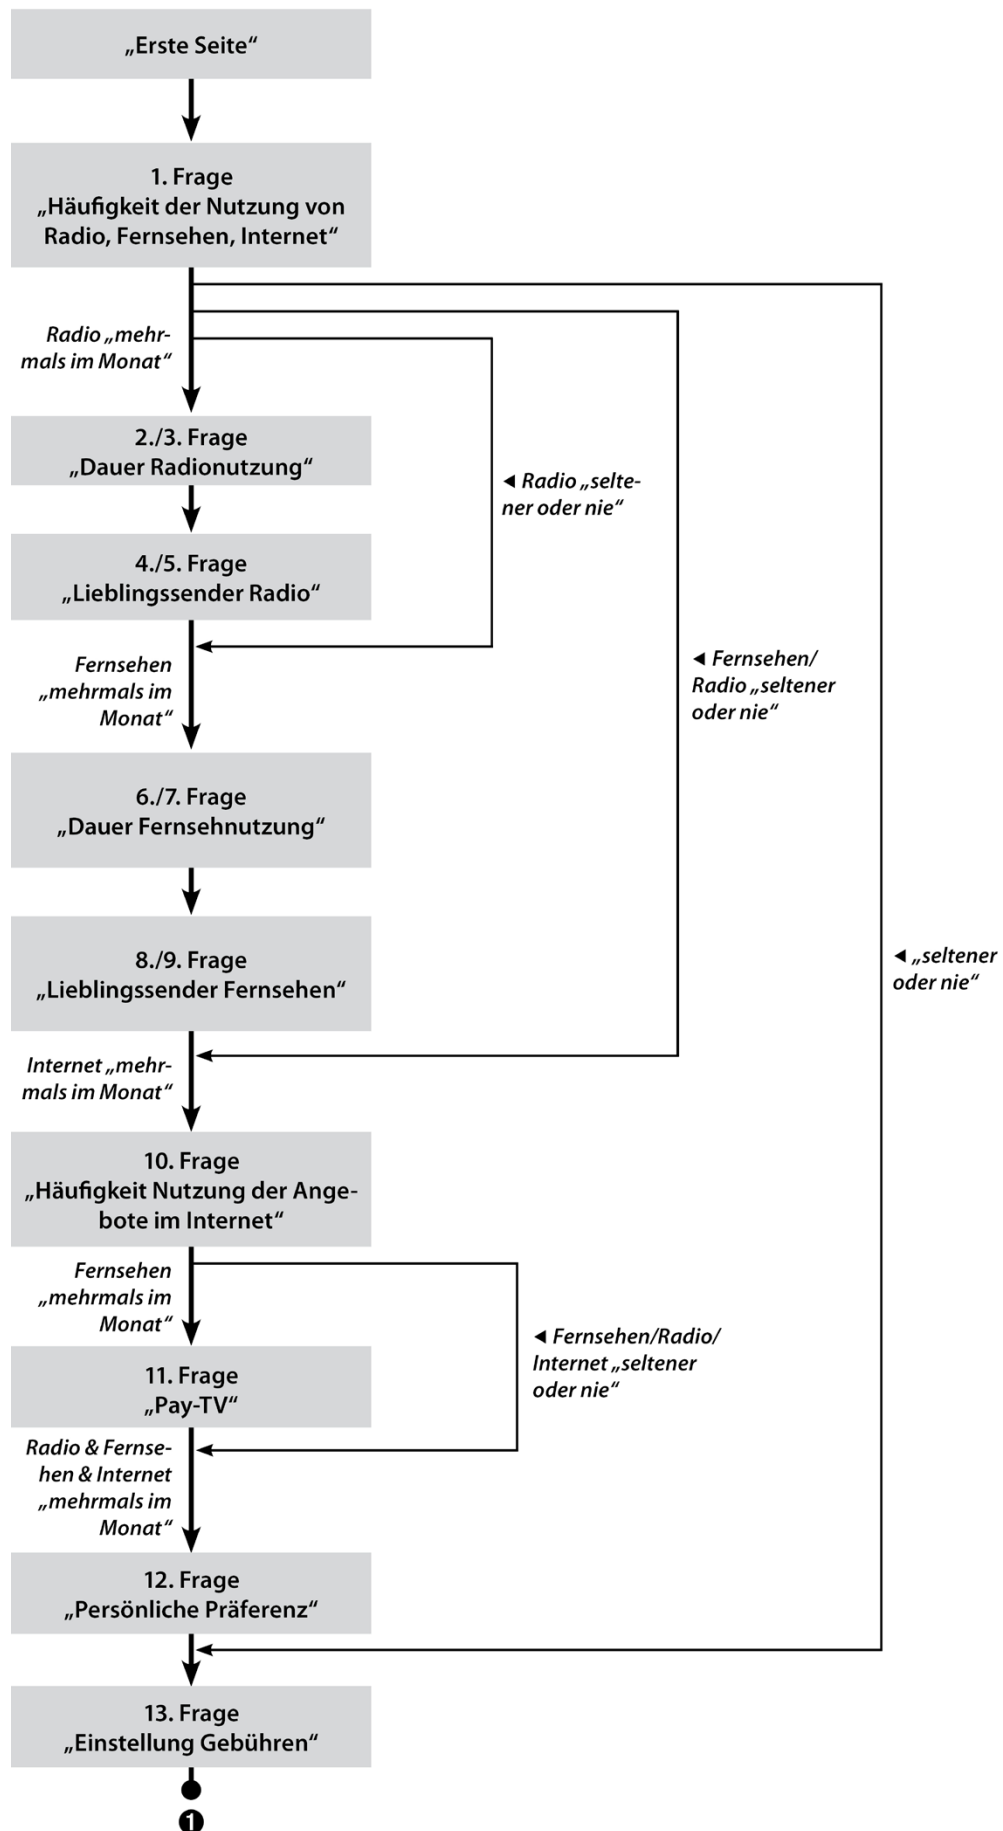 „Erste Seite“
1. Frage
„Häufigkeit der Nutzung von
Radio, Fernsehen, Internet“
Radio „mehr-
mals im Monat“
2./3. Frage
„Dauer Radionutzung“
◄ Radio „selte-
ner oder nie“
4./5. Frage
„Lieblingssender Radio“
Fernsehen
„mehrmals im
Monat“
◄ Fernsehen/
Radio „seltener
oder nie“
6./7. Frage
„Dauer Fernsehnutzung“
8./9. Frage
„Lieblingssender Fernsehen“
◄ „seltener
oder nie“
Internet „mehr-
mals im Monat“
10. Frage
„Häufigkeit Nutzung der Ange-
bote im Internet“
Fernsehen
„mehrmals im
Monat“
◄ Fernsehen/Radio/
Internet „seltener
oder nie“
11. Frage
„Pay-TV“
Radio & Fernse-
hen & Internet
„mehrmals im
Monat“
12. Frage
„Persönliche Präferenz“
13. Frage
„Einstellung Gebühren“
❶